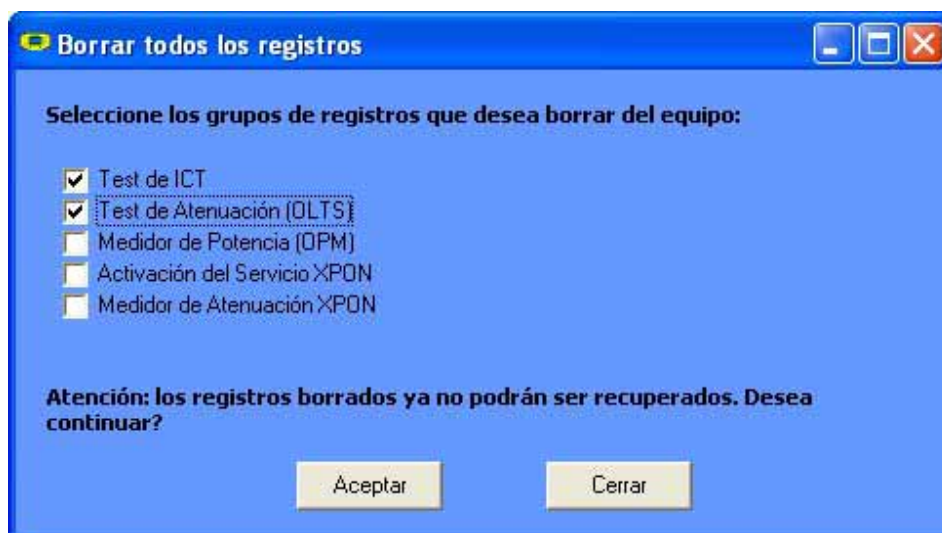 Borrar todos los registros
Seleccione los grupos de registros que desea borrar del equipo:
Test de ICT
Test de Atenuación (OLTS)
Medidor de Potencia (OPM)
Activación del Servicio XPON
Medidor de Atenuación XPON
Atención: los registros borrados ya no podrán ser recuperados. Desea
continuar?
Aceptar
Cerrar